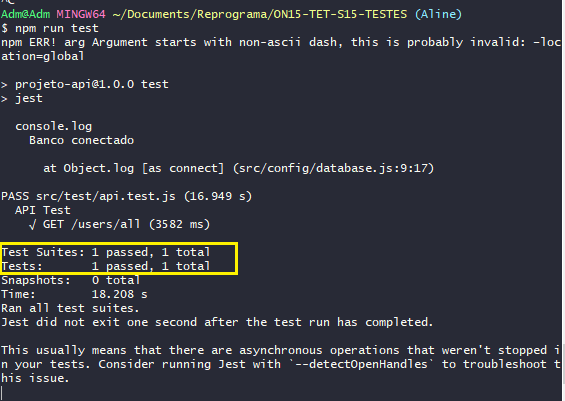 Adm@Adm MINGW64 ~/Documents/Reprograma/ON15-TET-S15-TESTES (Aline)
$ npm run test
npm ERR! arg Argument starts with non-ascii dash, this is probably invalid: –loc
ation=global
> projeto-api@1.0.0 test
> jest
console.log
Banco conectado
at Object.log [as connect] (src/config/database.js:9:17)
PASS src/test/api.test.js (16.949 s)
API Test
√ GET /users/all (3582 ms)
Test Suites: 1 passed, 1 total
Tests:       1 passed, 1 total
Snapshots:   0 total
Time:        18.208 s
Ran all test suites.
Jest did not exit one second after the test run has completed.
This usually means that there are asynchronous operations that weren't stopped i
n your tests. Consider running Jest with `--detectOpenHandles` to troubleshoot t
his issue.